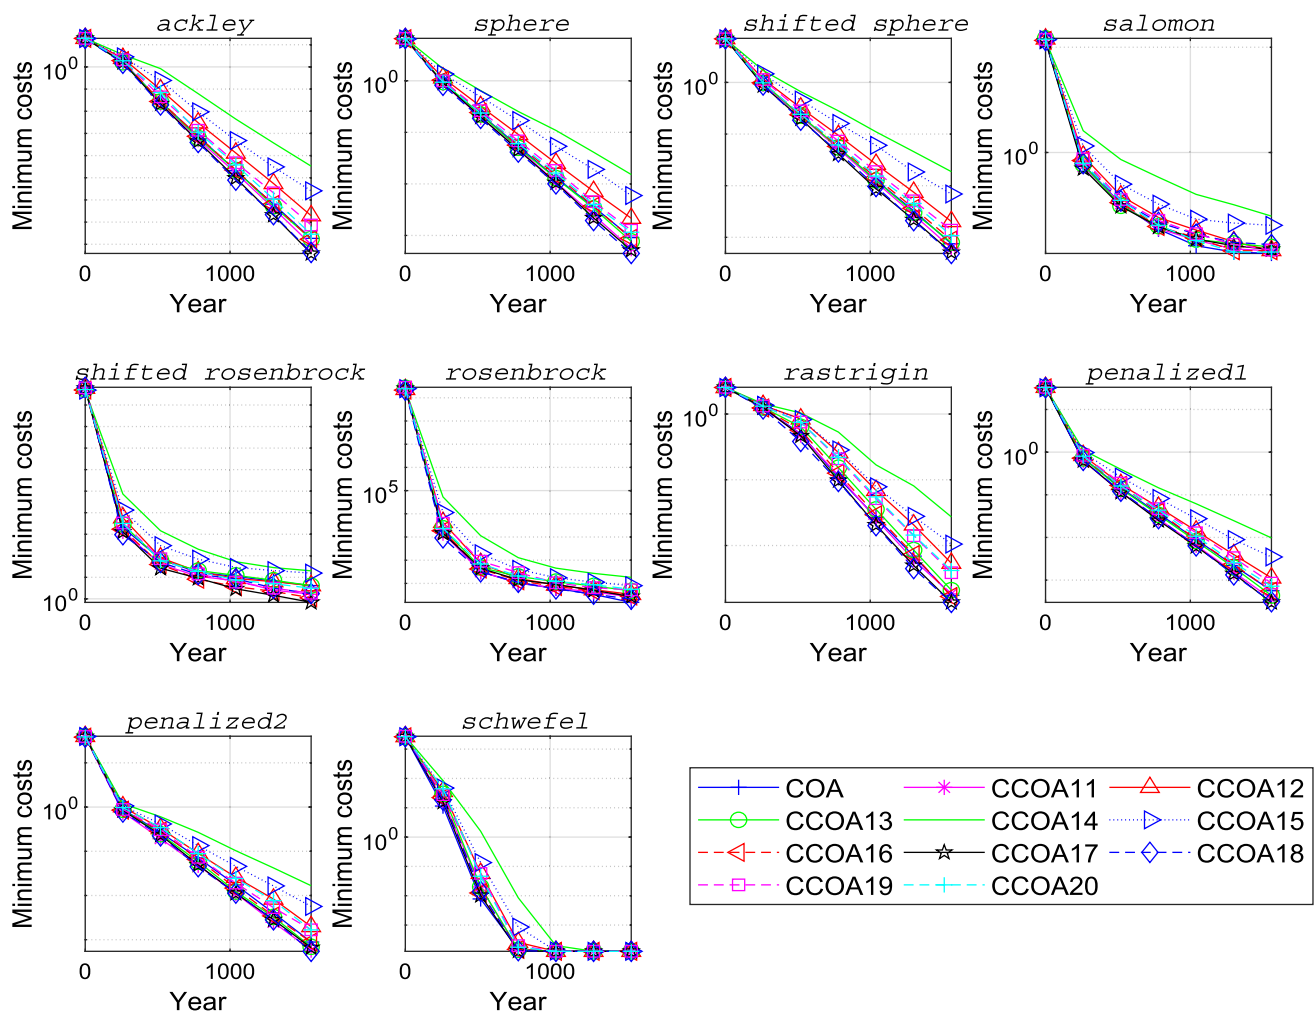 ackley
sphere
shifted sphere
salomon
Minimum costs
10^0
0
1000
Year
Minimum costs
10^0
0
1000
Year
Minimum costs
10^0
0
1000
Year
Minimum costs
10^0
0
1000
Year
shifted rosenbrock
rosenbrock
rastrigin
penalized1
Minimum costs
10^0
0
1000
Year
Minimum costs
10^5
0
1000
Year
Minimum costs
10^0
0
1000
Year
Minimum costs
10^0
0
1000
Year
penalized2
schwefel
Minimum costs
10^0
0
1000
Year
Minimum costs
10^0
0
1000
Year
COA
CCOA11
CCOA12
CCOA13
CCOA14
CCOA15
CCOA16
CCOA17
CCOA18
CCOA19
CCOA20